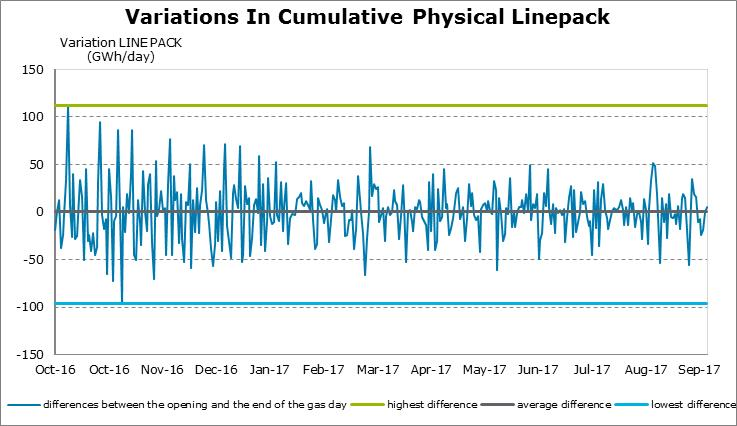 Variations In Cumulative Physical Linepack
Variation LINEPACK
(GWh/day)
150
100
50
0
-50
-100
-150
Oct-16 Oct-16 Nov-16 Dec-16 Jan-17 Feb-17 Mar-17 Apr-17 May-17 Jun-17 Jul-17 Aug-17 Sep-17
differences between the opening and the end of the gas day highest difference average difference lowest difference